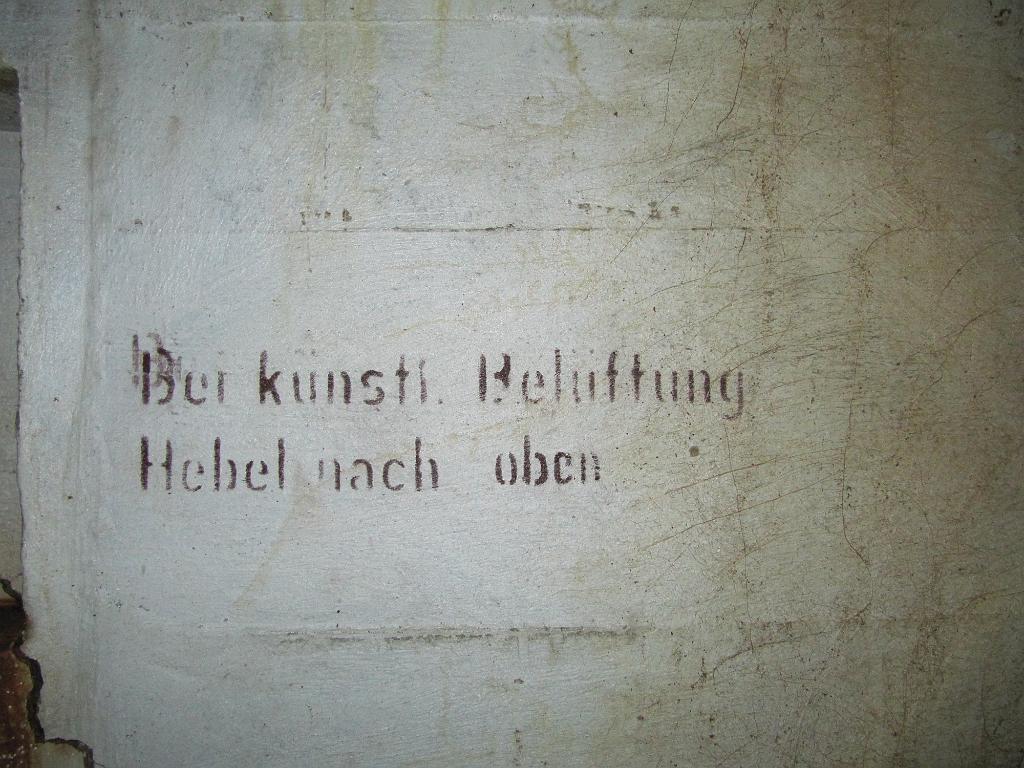 Bei künstl. Belüftung
Hebel nach oben